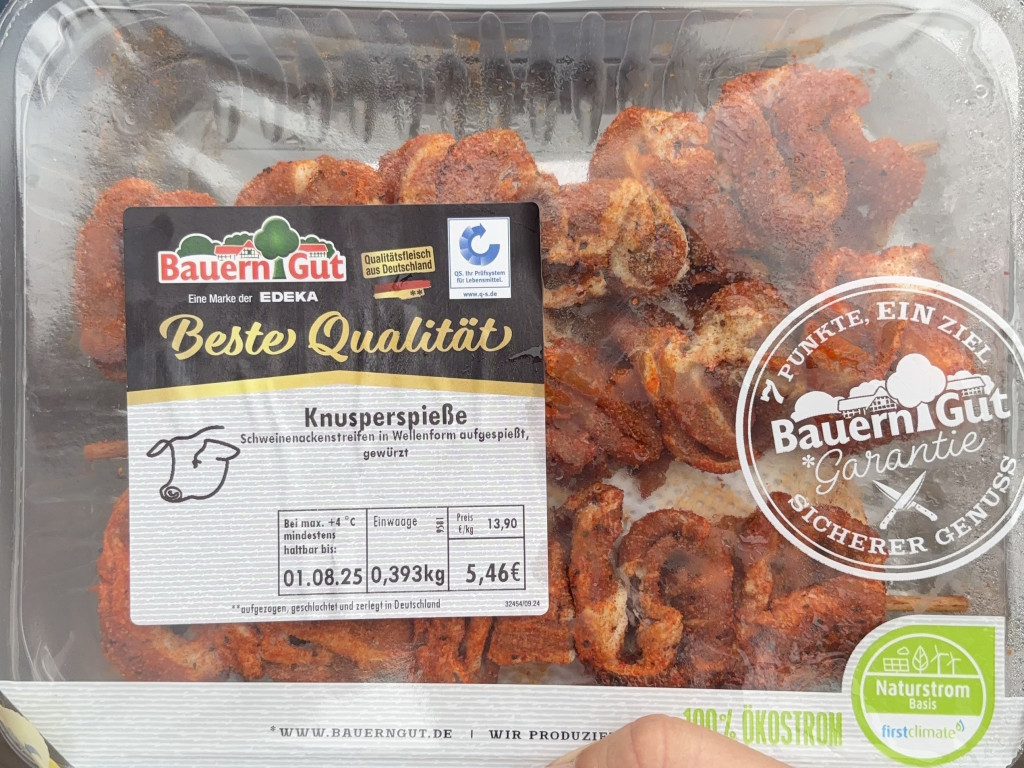 Bauern Gut
Eine Marke der EDEKA
Qualitätsfleisch
aus Deutschland
**
QS. Ihr Prüfsystem
für Lebensmittel.
www.q-s.de
Beste Qualität
Knusperspieße
Schweinenackenstreifen in Wellenform aufgespießt,
gewürzt
Bei max. +4 °C
mindestens
haltbar bis:
01.08.25
Einwaage
0,393kg
Preis
€/kg
13,90
5,46€
**aufgezogen, geschlachtet und zerlegt in Deutschland
32454/09.24
7 PUNKTE, EIN ZIEL
Bauern Gut
*Garantie
SICHERER GENUSS
Naturstrom
Basis
firstclimate
100% ÖKOSTROM
*WWW.BAUERNGUT.DE | WIR PRODUZIE